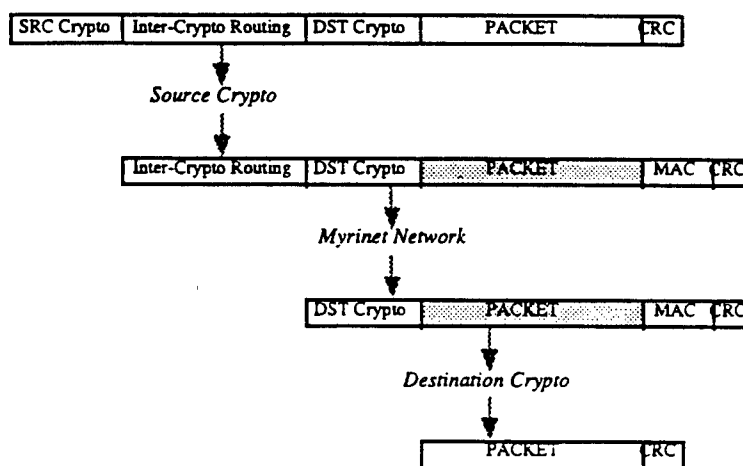 SRC Crypto Inter-Crypto Routing DST Crypto PACKET CRC
Source Crypto
Inter-Crypto Routing DST Crypto PACKET MAC CRC
Myrinet Network
DST Crypto PACKET MAC CRC
Destination Crypto
PACKET CRC